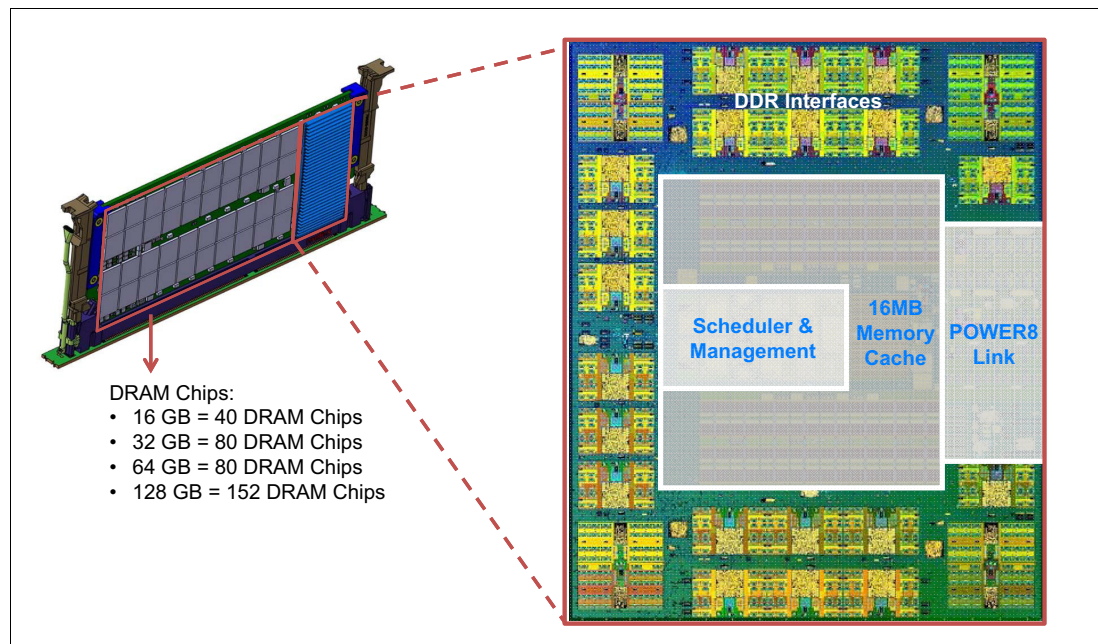 DDR Interfaces
Scheduler &
Management
16MB
Memory
Cache
POWER8
Link
DRAM Chips:
• 16 GB = 40 DRAM Chips
• 32 GB = 80 DRAM Chips
• 64 GB = 80 DRAM Chips
• 128 GB = 152 DRAM Chips